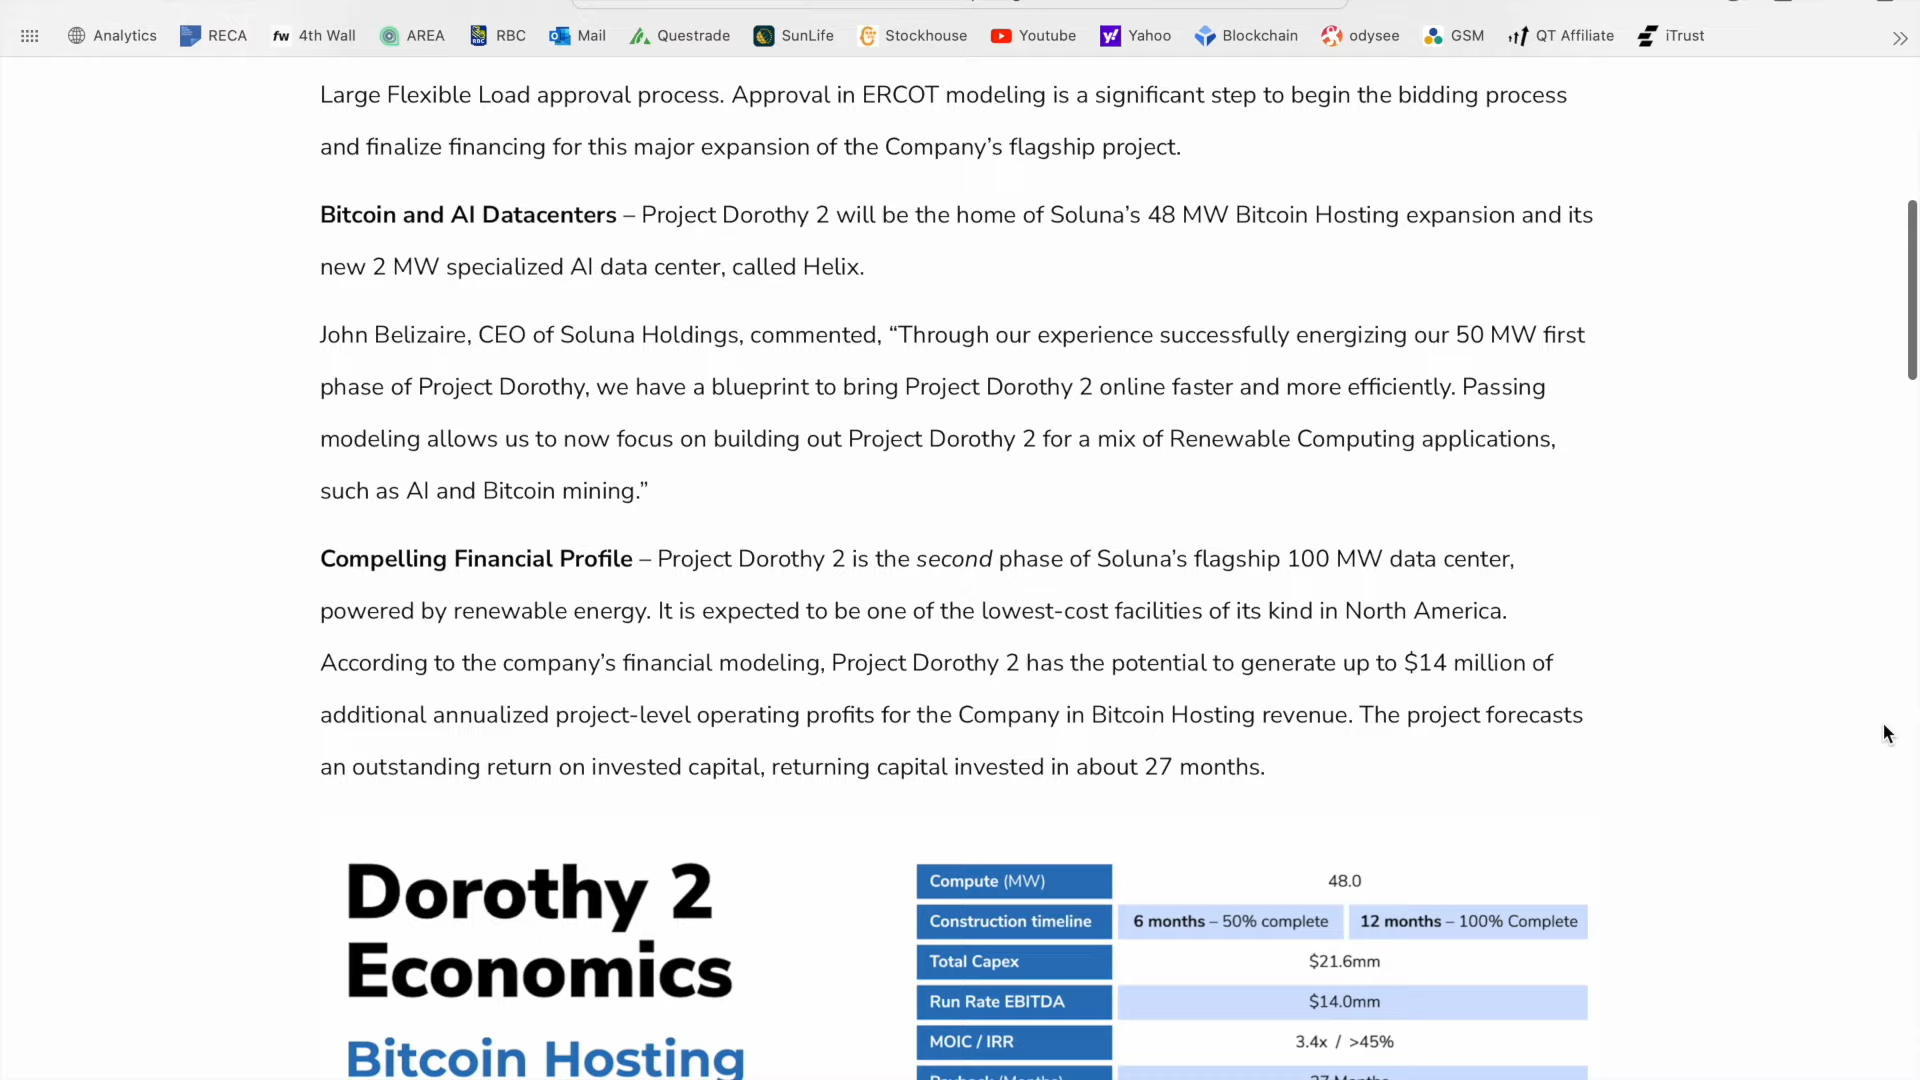 Analytics RECA fw 4th Wall AREA RBC RBC Mail Questrade SunLife Stockhouse Youtube Yahoo Blockchain odysee GSM QT Affiliate iTrust
Large Flexible Load approval process. Approval in ERCOT modeling is a significant step to begin the bidding process
and finalize financing for this major expansion of the Company’s flagship project.
Bitcoin and AI Datacenters – Project Dorothy 2 will be the home of Soluna’s 48 MW Bitcoin Hosting expansion and its
new 2 MW specialized AI data center, called Helix.
John Belizaire, CEO of Soluna Holdings, commented, “Through our experience successfully energizing our 50 MW first
phase of Project Dorothy, we have a blueprint to bring Project Dorothy 2 online faster and more efficiently. Passing
modeling allows us to now focus on building out Project Dorothy 2 for a mix of Renewable Computing applications,
such as AI and Bitcoin mining.”
Compelling Financial Profile – Project Dorothy 2 is the second phase of Soluna’s flagship 100 MW data center,
powered by renewable energy. It is expected to be one of the lowest-cost facilities of its kind in North America.
According to the company’s financial modeling, Project Dorothy 2 has the potential to generate up to $14 million of
additional annualized project-level operating profits for the Company in Bitcoin Hosting revenue. The project forecasts
an outstanding return on invested capital, returning capital invested in about 27 months.
Dorothy 2
Economics
Bitcoin Hosting
Compute (MW) 48.0
Construction timeline 6 months – 50% complete 12 months – 100% Complete
Total Capex $21.6mm
Run Rate EBITDA $14.0mm
MOIC / IRR 3.4x / >45%